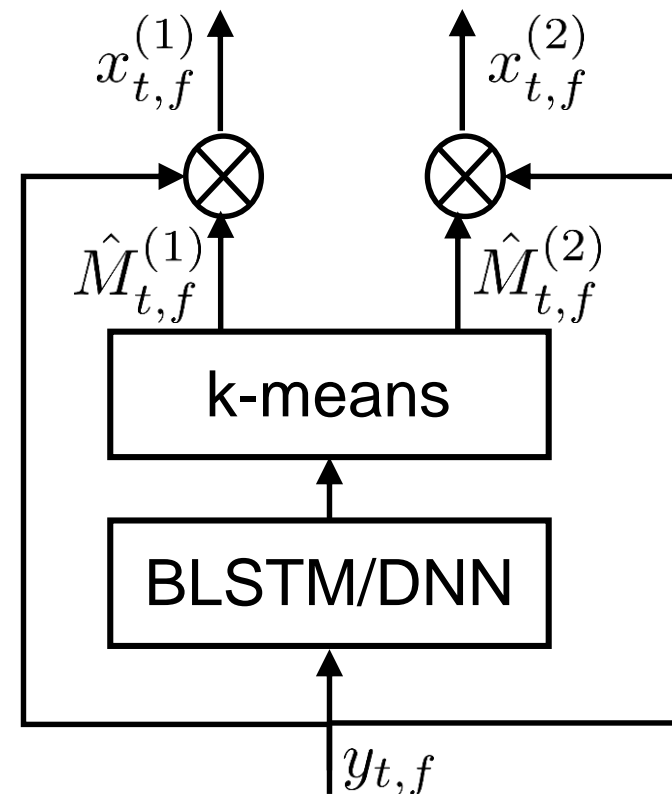 $x_{t,f}^{(1)}$ $x_{t,f}^{(2)}$
$\hat{M}_{t,f}^{(1)}$ $\hat{M}_{t,f}^{(2)}$
k-means
BLSTM/DNN
$y_{t,f}$